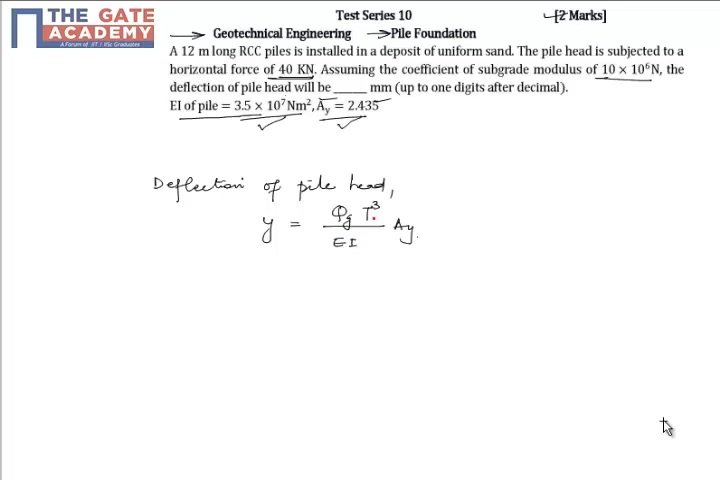 THE GATE
ACADEMY
A Forum of IIT / IISc Graduates
Test Series 10
[2 Marks]
Geotechnical Engineering Pile Foundation
A 12 m long RCC piles is installed in a deposit of uniform sand. The pile head is subjected to a
horizontal force of 40 KN. Assuming the coefficient of subgrade modulus of 10 × 10⁶N, the
deflection of pile head will be _____ mm (up to one digits after decimal).
EI of pile = 3.5 × 10⁷Nm², A_y = 2.435
Deflection of pile head,
y = Q_g T³ / EI A_y.